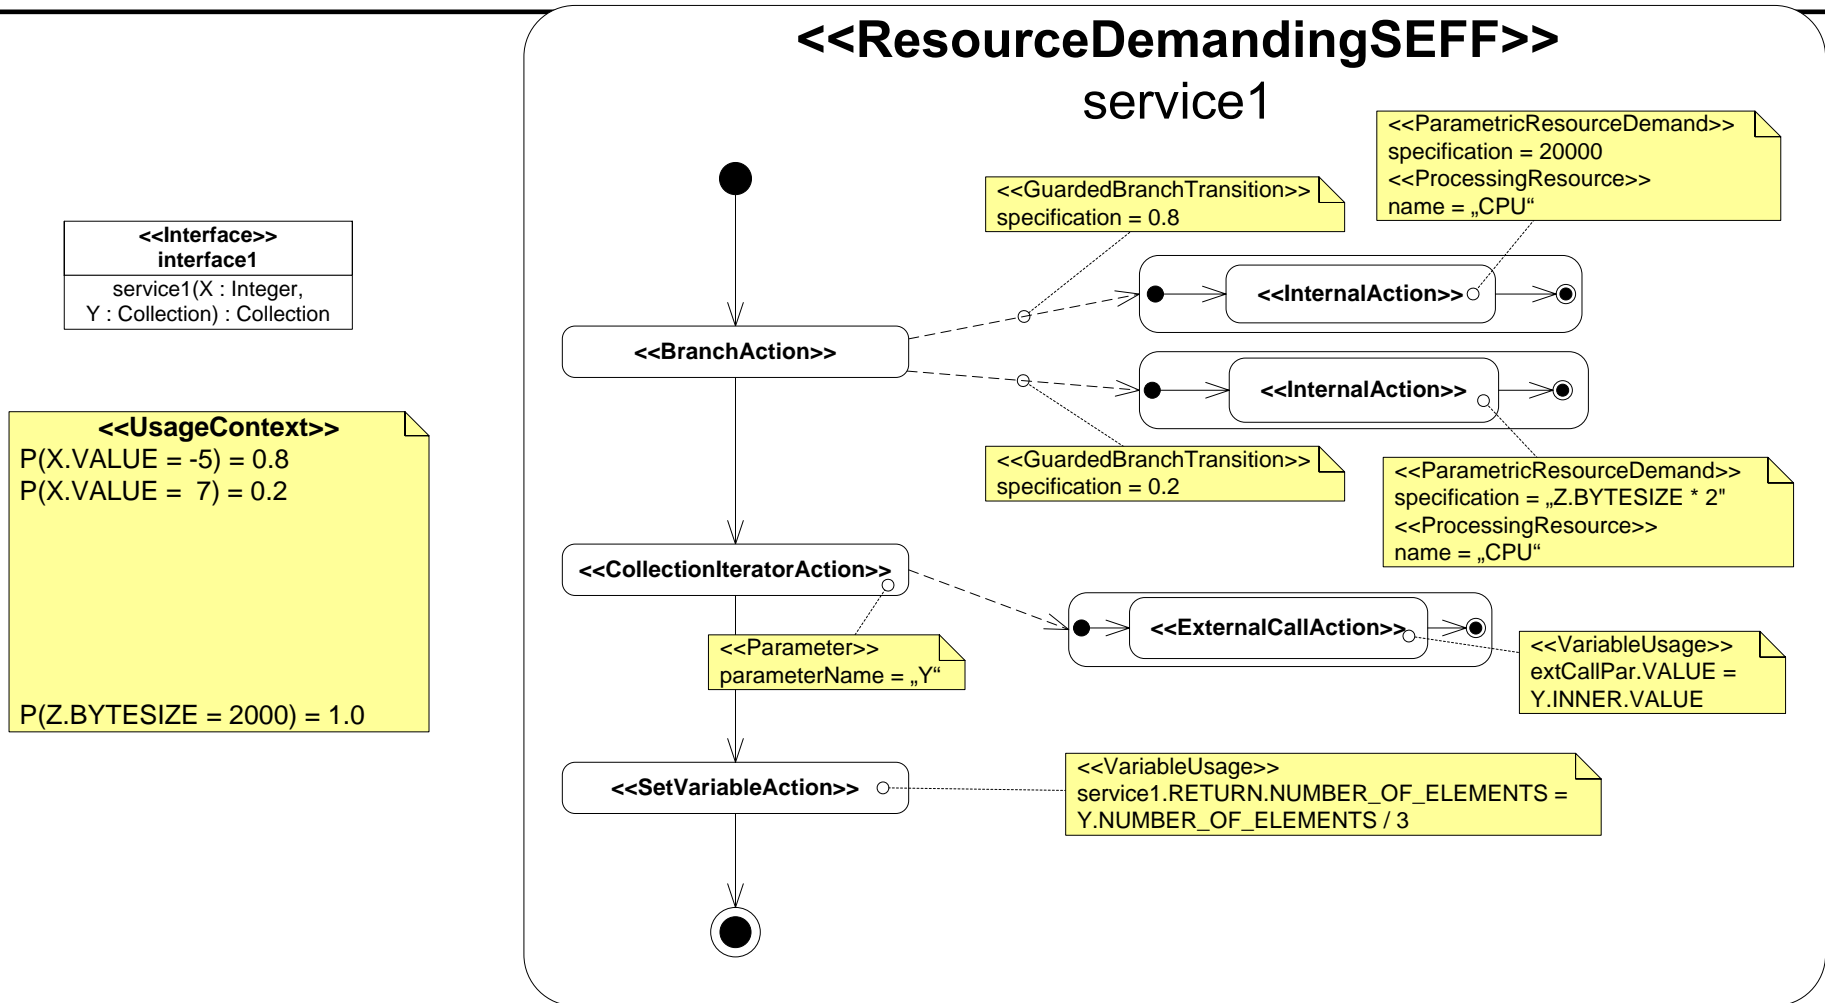 <<ResourceDemandingSEFF>>
service1
<<Interface>>
interface1
service1(X : Integer,
Y : Collection) : Collection
<<UsageContext>>
P(X.VALUE = -5) = 0.8
P(X.VALUE =  7) = 0.2
P(Z.BYTESIZE = 2000) = 1.0
<<ParametricResourceDemand>>
specification = 20000
<<ProcessingResource>>
name = „CPU“
<<GuardedBranchTransition>>
specification = 0.8
<<InternalAction>>
<<BranchAction>>
<<InternalAction>>
<<GuardedBranchTransition>>
specification = 0.2
<<ParametricResourceDemand>>
specification = „Z.BYTESIZE * 2"
<<ProcessingResource>>
name = „CPU“
<<CollectionIteratorAction>>
<<Parameter>>
parameterName = „Y“
<<ExternalCallAction>>
<<VariableUsage>>
extCallPar.VALUE =
Y.INNER.VALUE
<<SetVariableAction>>
<<VariableUsage>>
service1.RETURN.NUMBER_OF_ELEMENTS =
Y.NUMBER_OF_ELEMENTS / 3